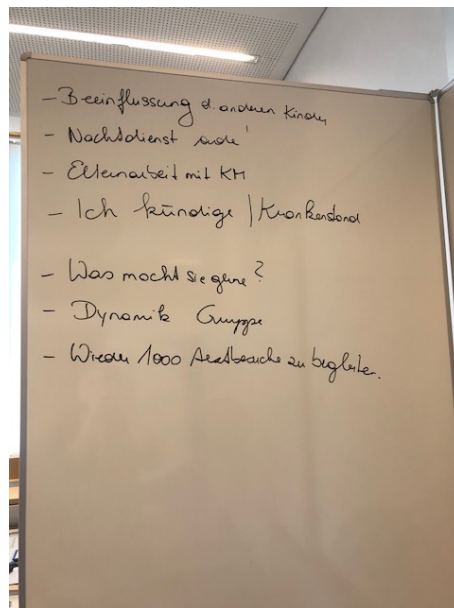 - Beeinflussung d. anderen Kinder
- Nachtdienst
- Elternarbeit mit KM
- Ich kündige / Krankenstand
- Was macht sie gerne?
- Dynamik Gruppe
- Wieder 1000 Arztbesuche zu begleiten.